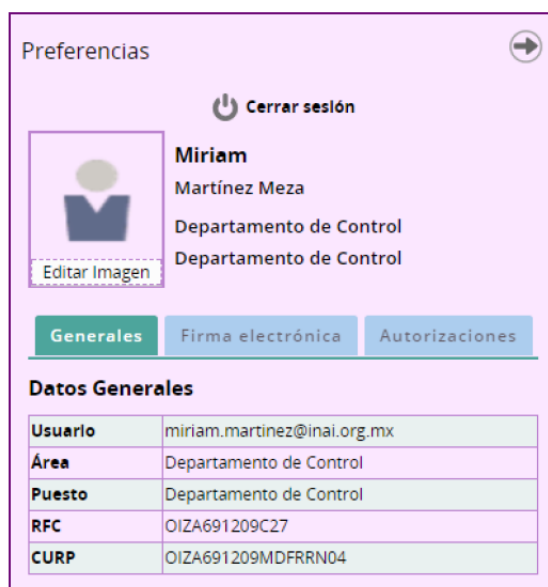 Preferencias
Cerrar sesión
Miriam
Martínez Meza
Departamento de Control
Departamento de Control
Editar Imagen
Generales Firma electrónica Autorizaciones
Datos Generales
Usuario miriam.martinez@inai.org.mx
Área Departamento de Control
Puesto Departamento de Control
RFC OIZA691209C27
CURP OIZA691209MDFRRN04